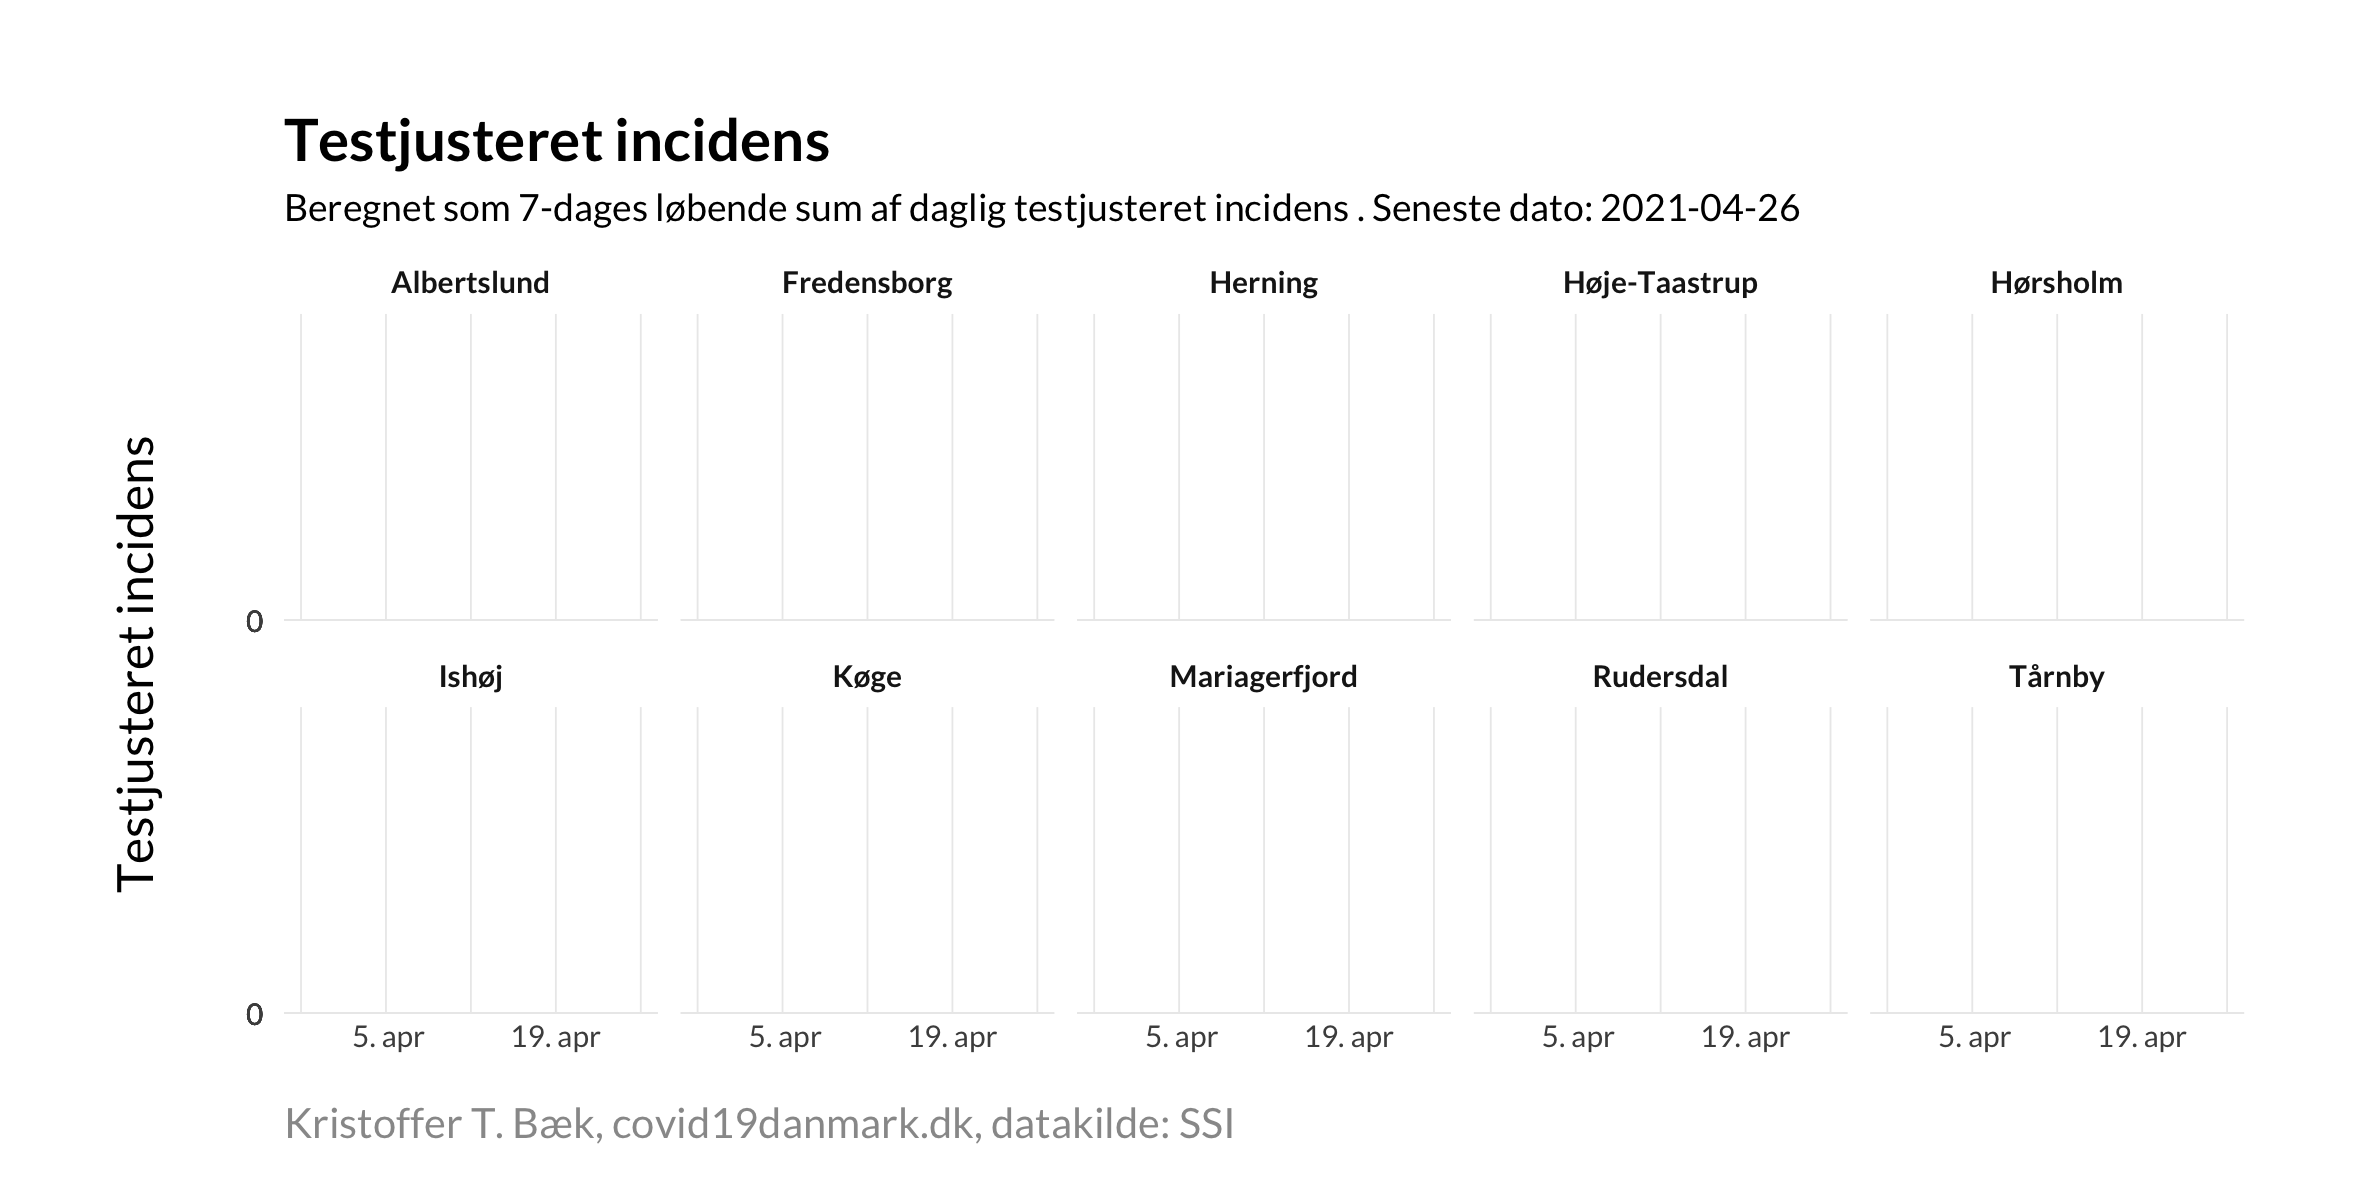 Testjusteret incidens
Beregnet som 7-dages løbende sum af daglig testjusteret incidens . Seneste dato: 2021-04-26
Testjusteret incidens
Albertslund Fredensborg Herning Høje-Taastrup Hørsholm
0
Ishøj Køge Mariagerfjord Rudersdal Tårnby
0
5. apr 19. apr 5. apr 19. apr 5. apr 19. apr 5. apr 19. apr 5. apr 19. apr
Kristoffer T. Bæk, covid19danmark.dk, datakilde: SSI